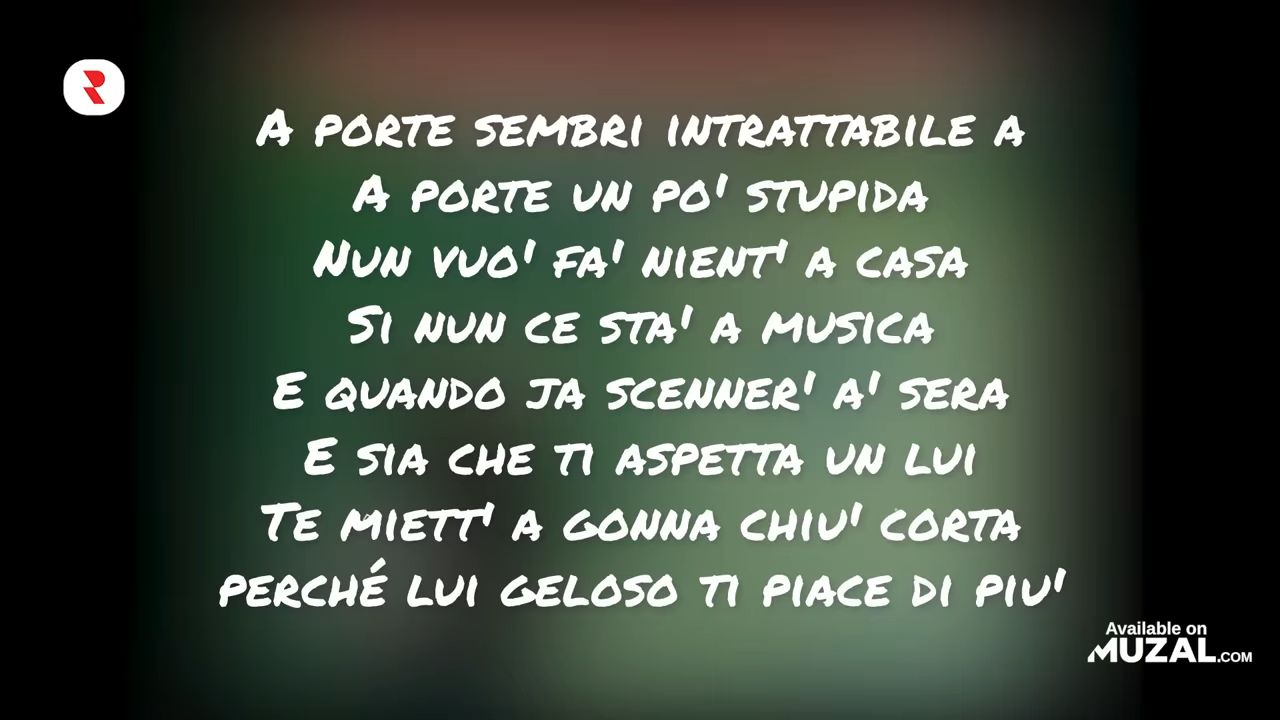 A PORTE SEMBRI INTRATTABILE A
A PORTE UN PO' STUPIDA
NUN VUO' FA' NIENT' A CASA
SI NUN CE STA' A MUSICA
E QUANDO JA SCENNER' A' SERA
E SIA CHE TI ASPETTA UN LUI
TE MIETT' A GONNA CHIU' CORTA
PERCHÉ LUI GELOSO TI PIACE DI PIU'
Available on
MUZAL.COM